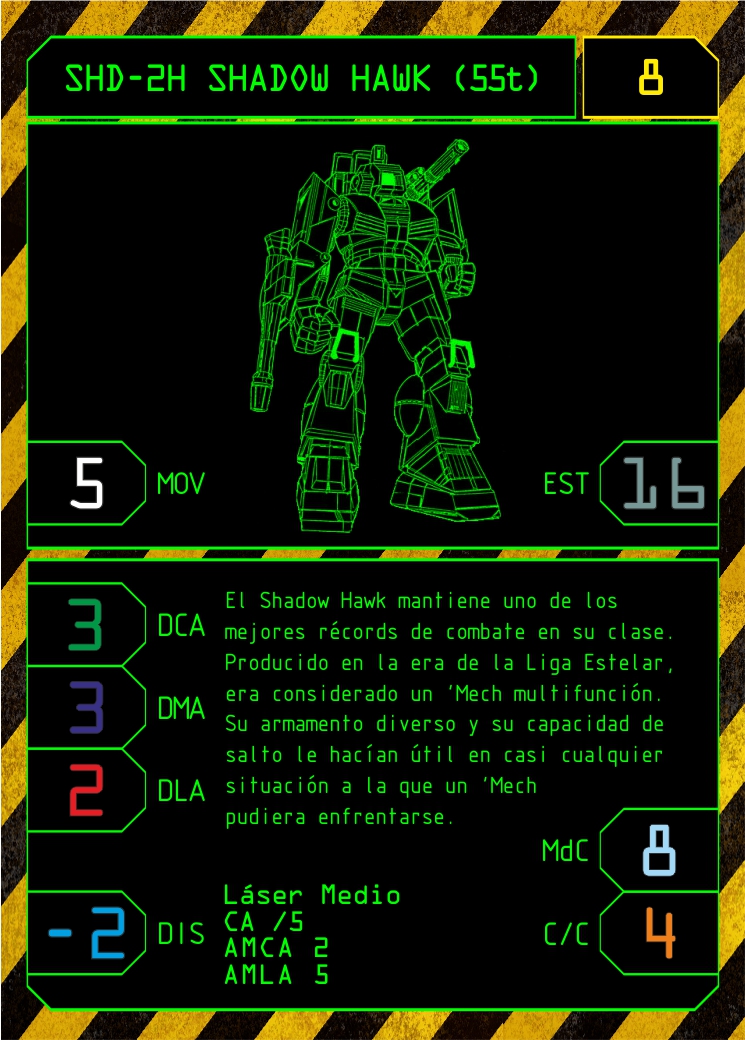 SHD-2H SHADOW HAWK (55t)
8
5 MOV
EST 16
3 DCA
3 DMA
2 DLA
El Shadow Hawk mantiene uno de los
mejores récords de combate en su clase.
Producido en la era de la Liga Estelar,
era considerado un ‘Mech multifunción.
Su armamento diverso y su capacidad de
salto le hacían útil en casi cualquier
situación a la que un ‘Mech
pudiera enfrentarse.
MdC 8
-2 DIS
Láser Medio
CA /5
AMCA 2
AMLA 5
C/C 4